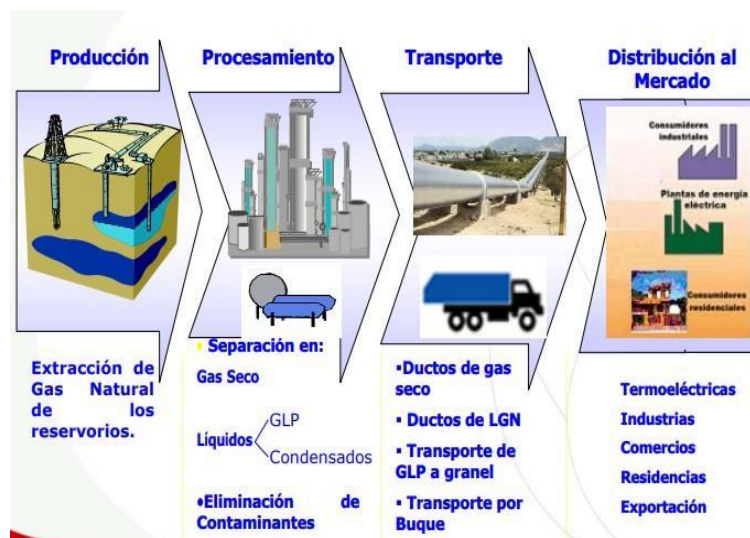 Producción
Extracción de
Gas Natural
de los
reservorios.
Procesamiento
• Separación en:
Gas Seco
Líquidos
GLP
Condensados
•Eliminación de
Contaminantes
Transporte
▪Ductos de gas
seco
▪ Ductos de LGN
▪ Transporte de
GLP a granel
▪ Transporte por
Buque
Distribución al
Mercado
Consumidores
industriales
Plantas de energía
eléctrica
Consumidores
residenciales
Termoeléctricas
Industrias
Comercios
Residencias
Exportación